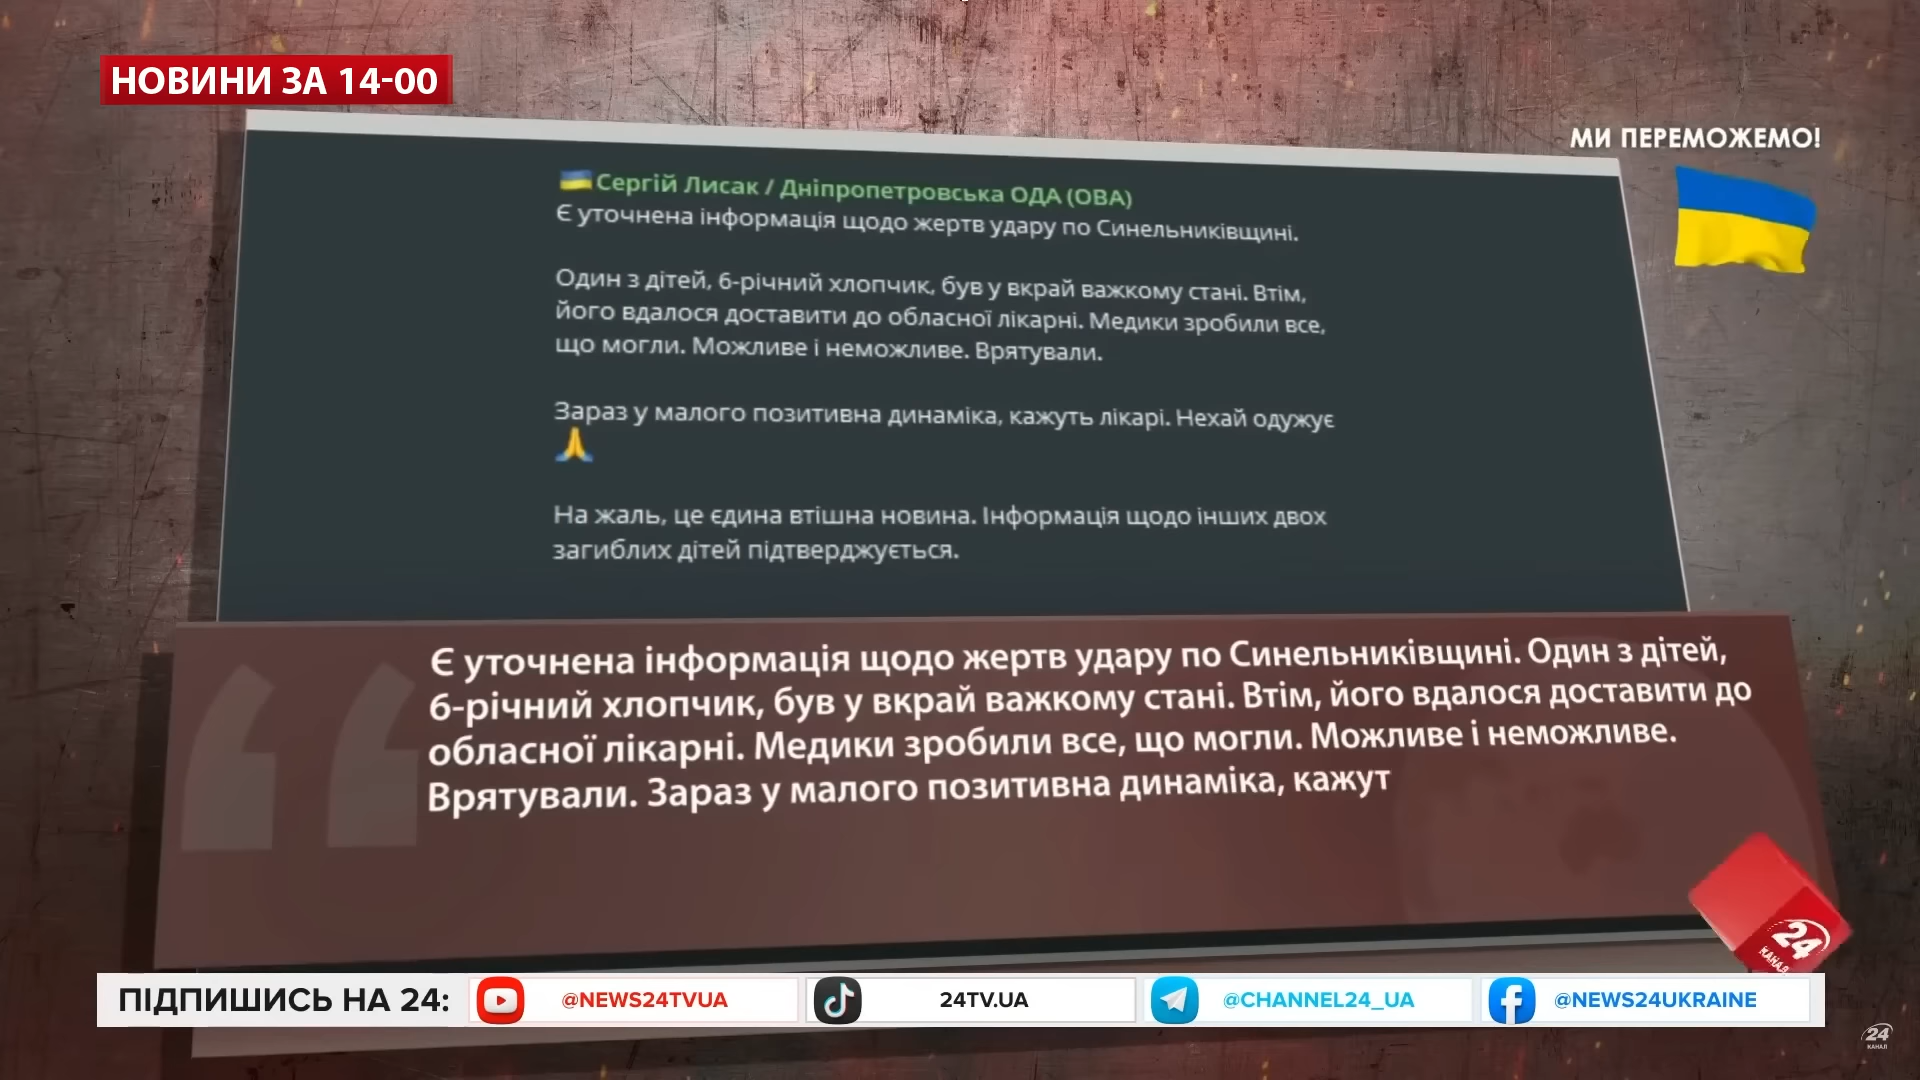 НОВИНИ ЗА 14-00
МИ ПЕРЕМОЖЕМО!
Сергій Лисак / Дніпропетровська ОДА (ОВА)
Є уточнена інформація щодо жертв удару по Синельниківщині.
Один з дітей, 6-річний хлопчик, був у вкрай важкому стані. Втім,
його вдалося доставити до обласної лікарні. Медики зробили все,
що могли. Можливе і неможливе. Врятували.
Зараз у малого позитивна динаміка, кажуть лікарі. Нехай одужує
🙏
На жаль, це єдина втішна новина. Інформація щодо інших двох
загиблих дітей підтверджується.
Є уточнена інформація щодо жертв удару по Синельниківщині. Один з дітей,
6-річний хлопчик, був у вкрай важкому стані. Втім, його вдалося доставити до
обласної лікарні. Медики зробили все, що могли. Можливе і неможливе.
Врятували. Зараз у малого позитивна динаміка, кажут
24
КАНАЛ
ПІДПИШИСЬ НА 24:
@NEWS24TVUA
24TV.UA
@CHANNEL24_UA
@NEWS24UKRAINE
24
КАНАЛ